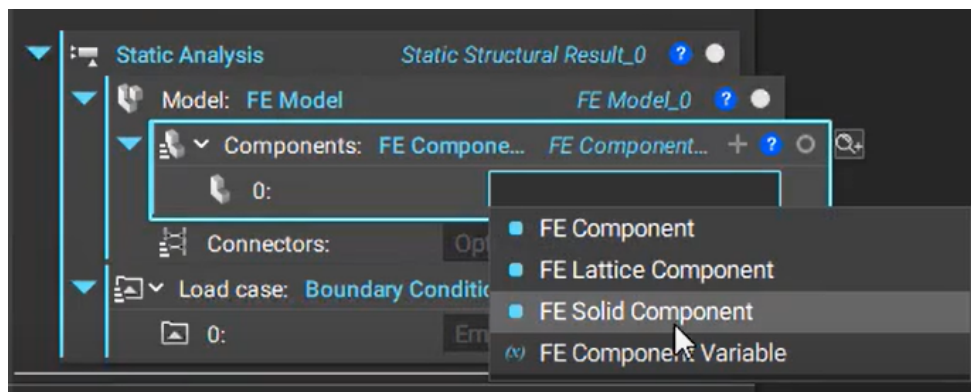 Static Analysis Static Structural Result_0 ?
Model: FE Model FE Model_0 ?
Components: FE Compone... FE Component... + ?
0:
FE Component
Connectors:
FE Lattice Component
Load case: Boundary
FE Solid Component
0:
(x) FE Component Variable